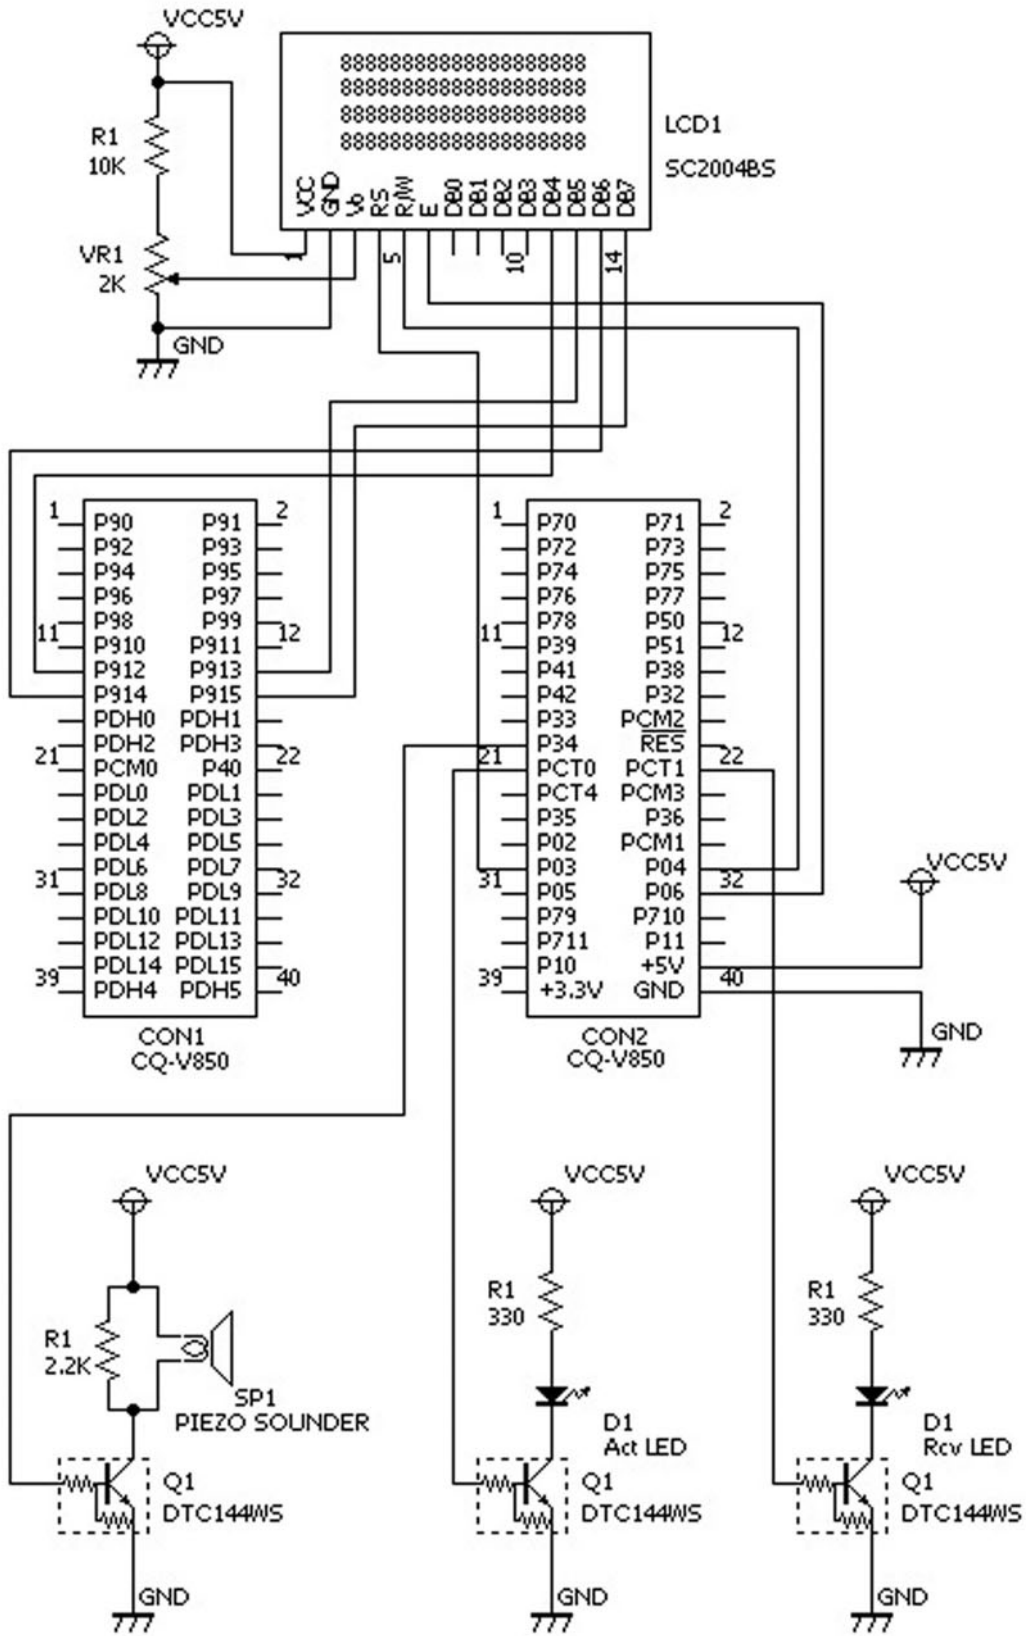 VCC5V
88888888888888888888
88888888888888888888
88888888888888888888
88888888888888888888
LCD1
SC2004BS
R1
10K
VCC
GND
Vo
RS
R/W
E
DB0
DB1
DB2
DB3
DB4
DB5
DB6
DB7
1
5
10
14
VR1
2K
GND
1 2
P90 P91
P92 P93
P94 P95
P96 P97
P98 P99
11 12
P910 P911
P912 P913
P914 P915
PDH0 PDH1
PDH2 PDH3
21 22
PCM0 P40
PDL0 PDL1
PDL2 PDL3
PDL4 PDL5
PDL6 PDL7
31 32
PDL8 PDL9
PDL10 PDL11
PDL12 PDL13
PDL14 PDL15
39 40
PDH4 PDH5
CON1
CQ-V850
1 2
P70 P71
P72 P73
P74 P75
P76 P77
P78 P50
11 12
P39 P51
P41 P38
P42 P32
P33 PCM2
P34 RES
21 22
PCT0 PCT1
PCT4 PCM3
P35 P36
P02 PCM1
P03 P04
31 32
P05 P06
P79 P710
P711 P11
P10 +5V
39 40
+3.3V GND
CON2
CQ-V850
VCC5V
GND
VCC5V
R1
2.2K
SP1
PIEZO SOUNDER
Q1
DTC144WS
GND
VCC5V
R1
330
D1
Act LED
Q1
DTC144WS
GND
VCC5V
R1
330
D1
Rcv LED
Q1
DTC144WS
GND